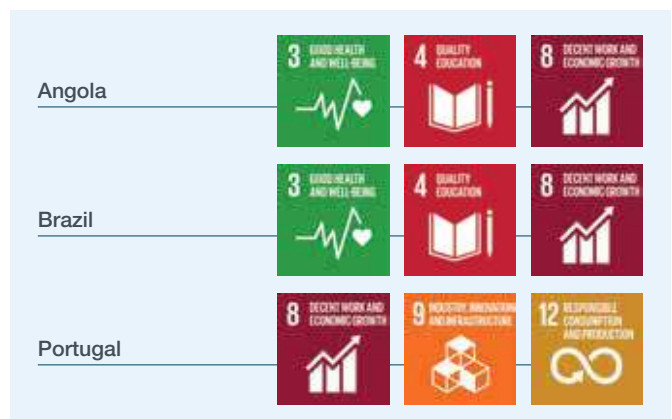 3 GOOD HEALTH
AND WELL-BEING
4 QUALITY
EDUCATION
8 DECENT WORK AND
ECONOMIC GROWTH
Angola
3 GOOD HEALTH
AND WELL-BEING
4 QUALITY
EDUCATION
8 DECENT WORK AND
ECONOMIC GROWTH
Brazil
8 DECENT WORK AND
ECONOMIC GROWTH
9 INDUSTRY, INNOVATION
AND INFRASTRUCTURE
12 RESPONSIBLE
CONSUMPTION
AND PRODUCTION
Portugal